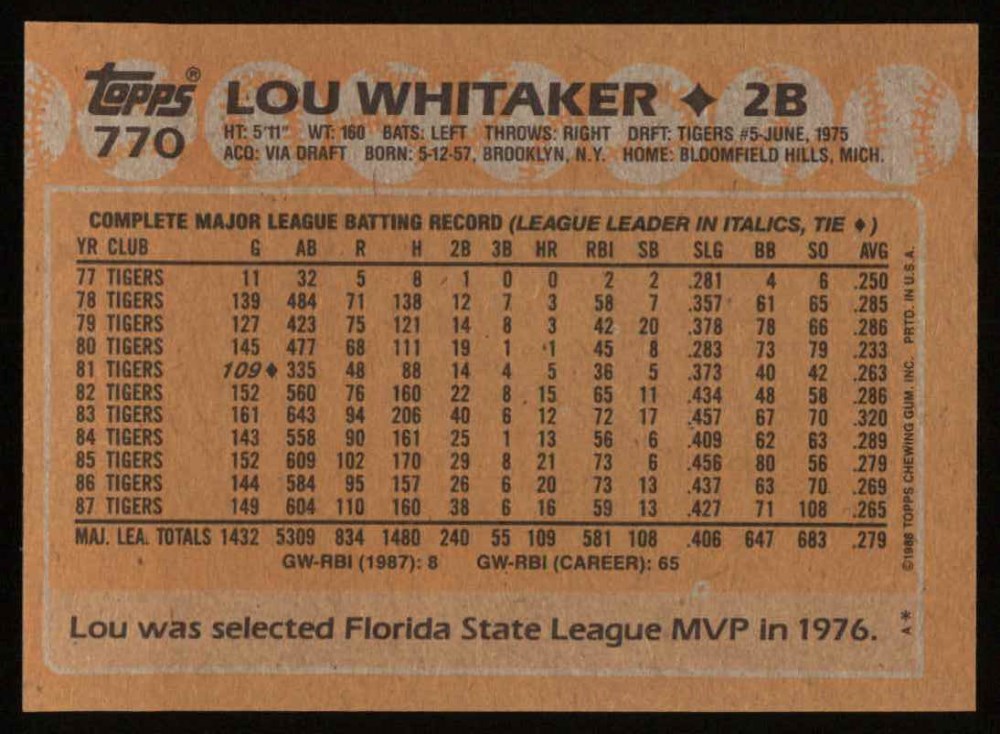 topps® LOU WHITAKER ✦ 2B
770
HT: 5'11" WT: 160 BATS: LEFT THROWS: RIGHT DRFT: TIGERS #5-JUNE, 1975
ACQ: VIA DRAFT BORN: 5-12-57, BROOKLYN, N.Y. HOME: BLOOMFIELD HILLS, MICH.
COMPLETE MAJOR LEAGUE BATTING RECORD (LEAGUE LEADER IN ITALICS, TIE ♦)
YR CLUB G AB R H 2B 3B HR RBI SB SLG BB SO AVG
77 TIGERS 11 32 5 8 1 0 0 2 2 .281 4 6 .250
78 TIGERS 139 484 71 138 12 7 3 58 7 .357 61 65 .285
79 TIGERS 127 423 75 121 14 8 3 42 20 .378 78 66 .286
80 TIGERS 145 477 68 111 19 1 1 45 8 .283 73 79 .233
81 TIGERS 109♦ 335 48 88 14 4 5 36 5 .373 40 42 .263
82 TIGERS 152 560 76 160 22 8 15 65 11 .434 48 58 .286
83 TIGERS 161 643 94 206 40 6 12 72 17 .457 67 70 .320
84 TIGERS 143 558 90 161 25 1 13 56 6 .409 62 63 .289
85 TIGERS 152 609 102 170 29 8 21 73 6 .456 80 56 .279
86 TIGERS 144 584 95 157 26 6 20 73 13 .437 63 70 .269
87 TIGERS 149 604 110 160 38 6 16 59 13 .427 71 108 .265
MAJ. LEA. TOTALS 1432 5309 834 1480 240 55 109 581 108 .406 647 683 .279
GW-RBI (1987): 8 GW-RBI (CAREER): 65
Lou was selected Florida State League MVP in 1976.
A* ©1988 TOPPS CHEWING GUM, INC. PRTD. IN U.S.A.